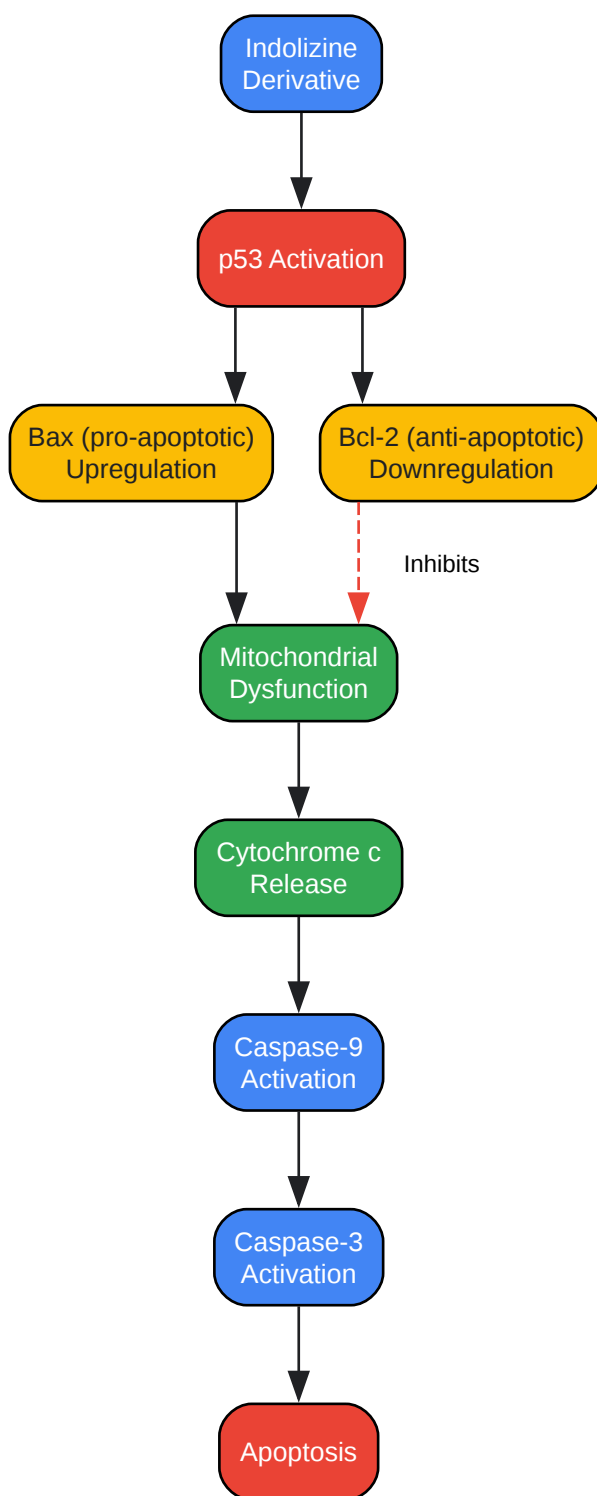 Indolizine
Derivative
p53 Activation
Bax (pro-apoptotic)
Upregulation
Bcl-2 (anti-apoptotic)
Downregulation
Inhibits
Mitochondrial
Dysfunction
Cytochrome c
Release
Caspase-9
Activation
Caspase-3
Activation
Apoptosis